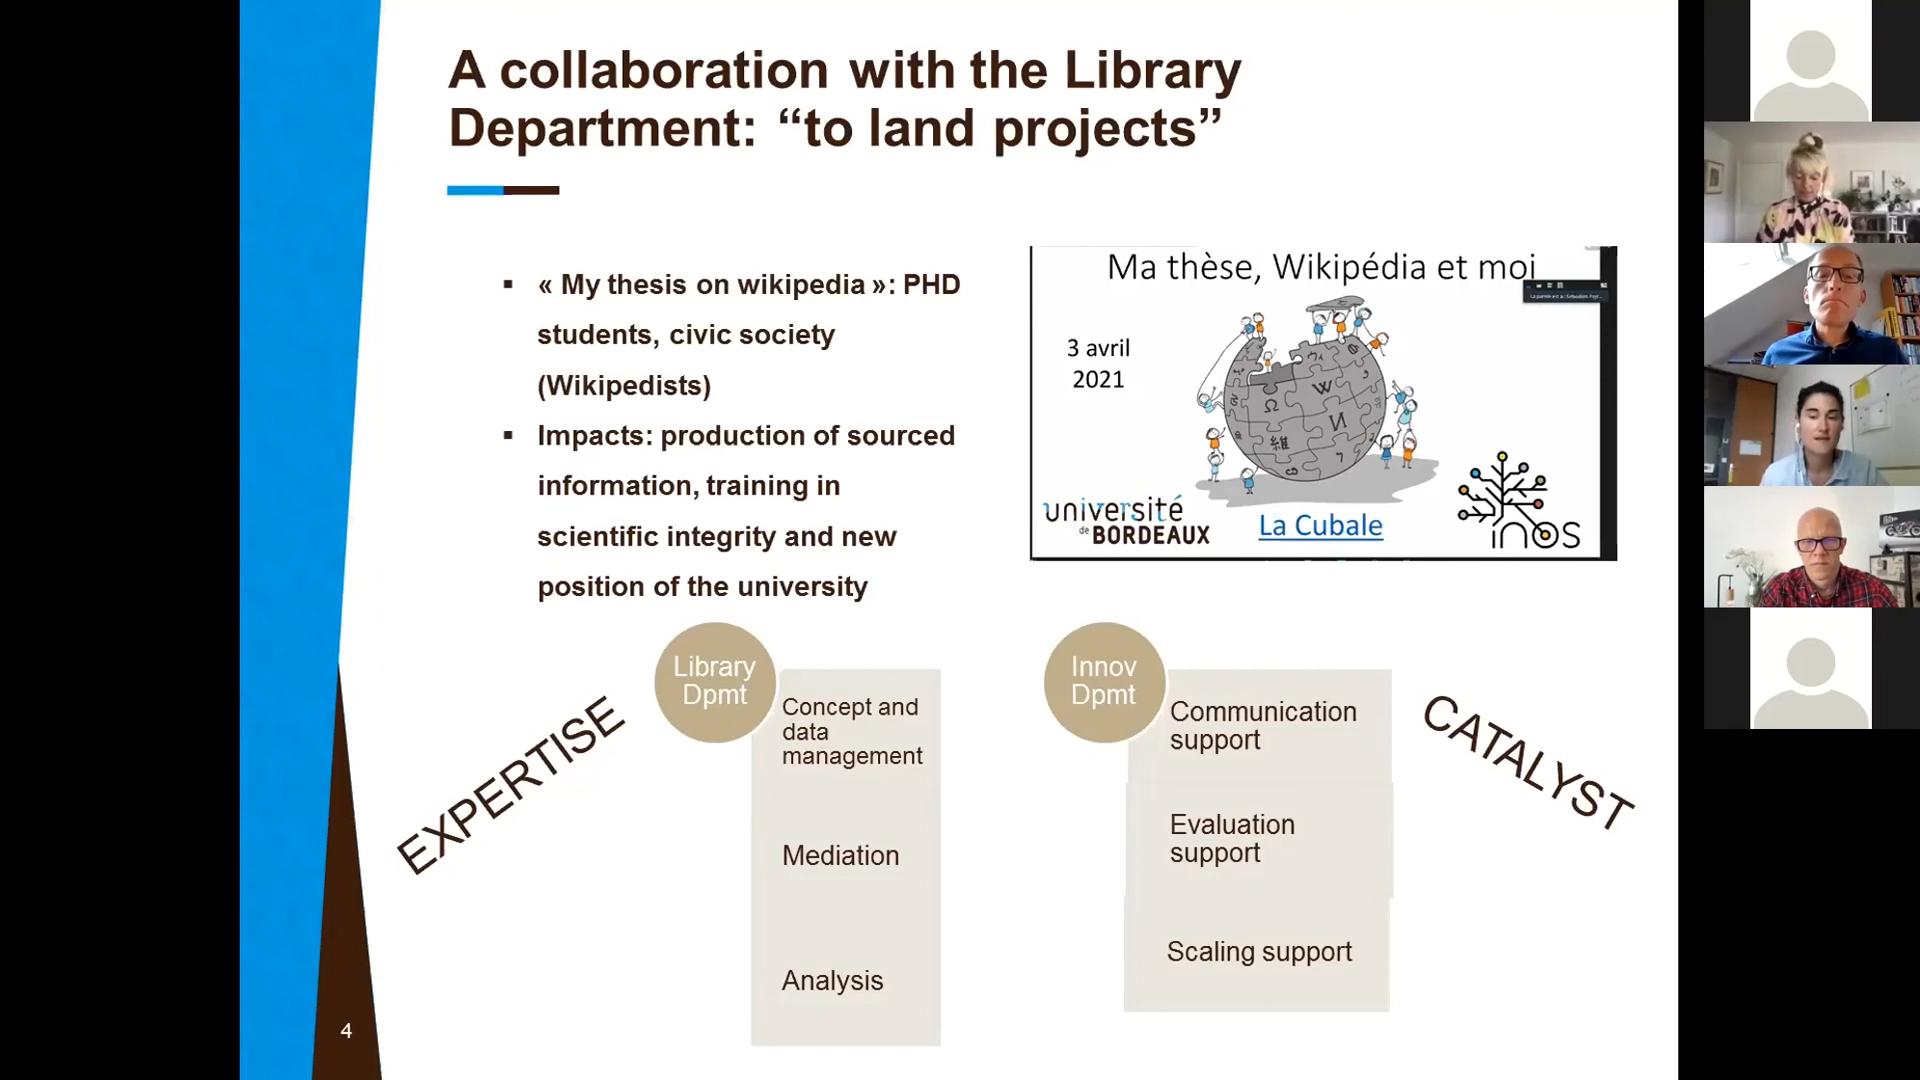 A collaboration with the Library
Department: “to land projects”
▪ « My thesis on wikipedia »: PHD
students, civic society
(Wikipedists)
▪ Impacts: production of sourced
information, training in
scientific integrity and new
position of the university
Ma thèse, Wikipédia et moi
3 avril
2021
Ω
W
И
維
université
de BORDEAUX
La Cubale
inos
EXPERTISE
Library
Dpmt
Concept and
data
management
Mediation
Analysis
Innov
Dpmt
Communication
support
Evaluation
support
Scaling support
CATALYST
4